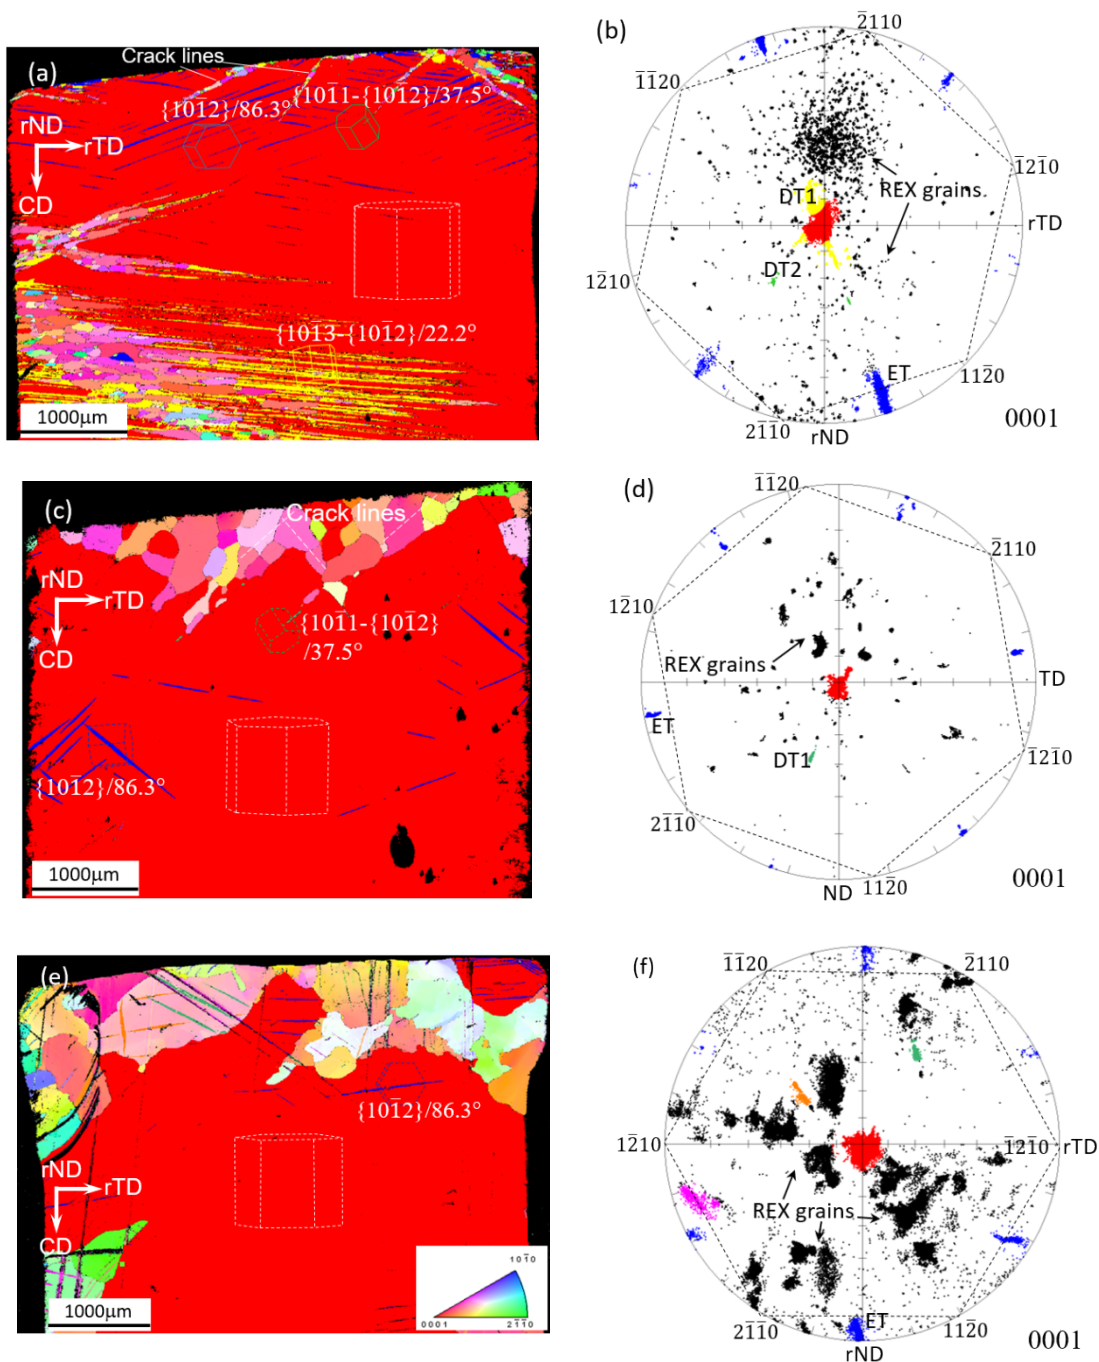 (a)
Crack lines
{101̄2}/86.3°
{101̄1-{101̄2}/37.5°
rND
rTD
CD
{101̄3-{101̄2}/22.2°
1000μm
(b)
2̄110
1̄1̄20
1̄21̄0
DT1
REX grains
rTD
DT2
12̄10
ET
112̄0
21̄1̄0
rND
0001
(c)
Crack lines
rND
rTD
CD
{101̄1-{101̄2}
/37.5°
{101̄2}/86.3°
1000μm
(d)
1̄1̄20
2̄110
12̄10
REX grains
TD
ET
1̄21̄0
DT1
21̄1̄0
112̄0
ND
0001
(e)
{101̄2}/86.3°
rND
rTD
CD
1000μm
101̄0
0001
21̄1̄0
(f)
1̄1̄20
2̄110
12̄10
1̄21̄0
rTD
REX grains
ET
21̄1̄0
112̄0
rND
0001